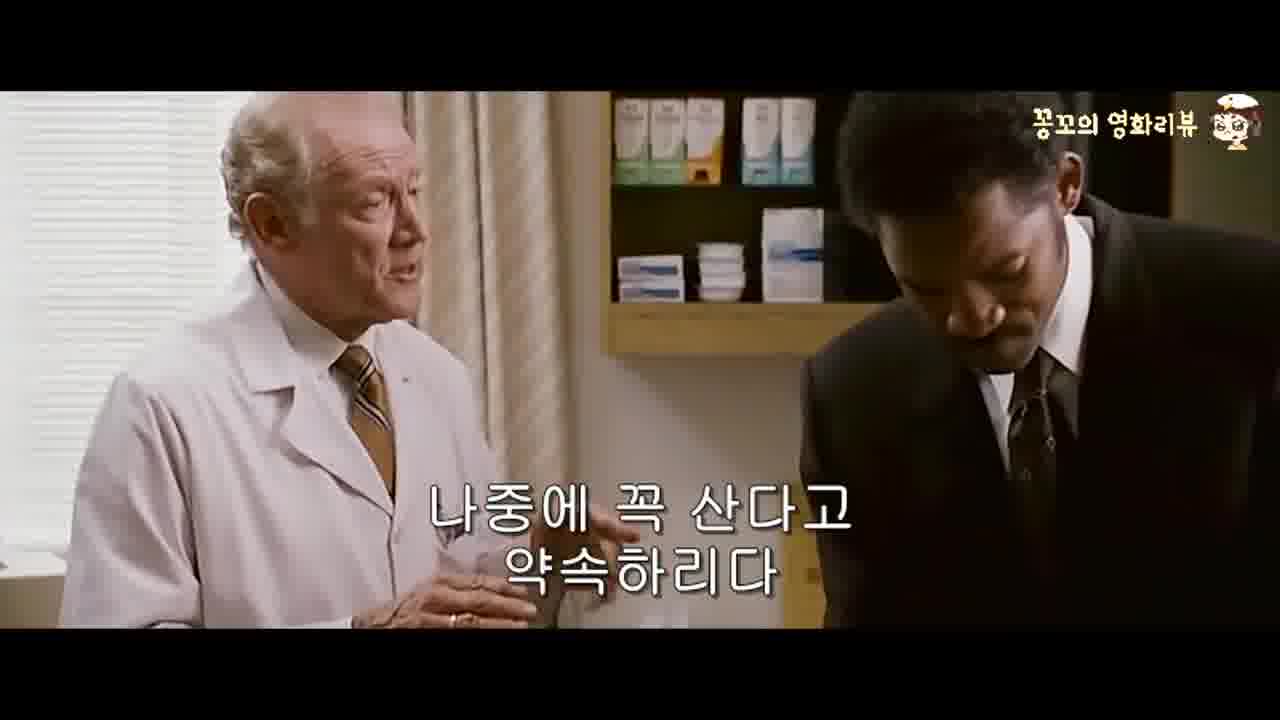 꽁꼬의 영화리뷰
나중에 꼭 산다고
약속하리다